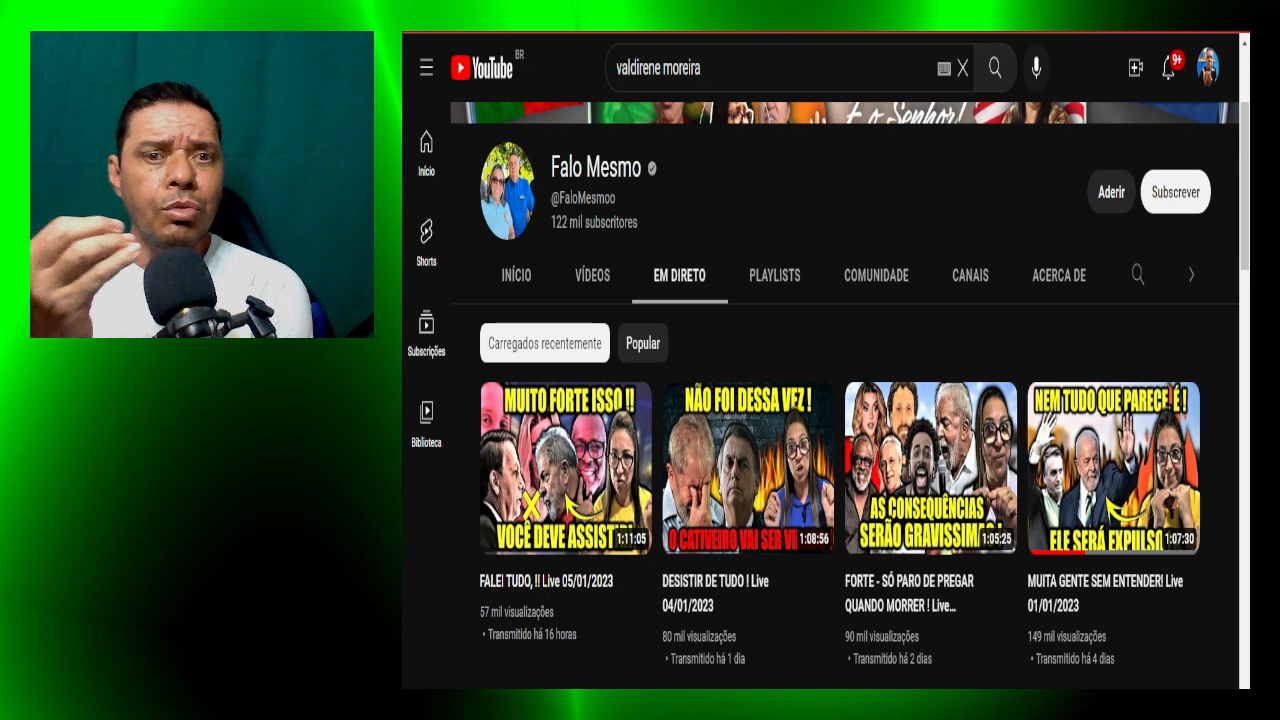 YouTube BR
valdirene moreira
9+
E o Senhor!
Início
Shorts
Subscrições
Biblioteca
Falo Mesmo
@FaloMesmoo
122 mil subscritores
Aderir
Subscrever
INÍCIO
VÍDEOS
EM DIRETO
PLAYLISTS
COMUNIDADE
CANAIS
ACERCA DE
Carregados recentemente
Popular
MUITO FORTE ISSO !!
VOCÊ DEVE ASSIST
1:11:05
FALEI TUDO, !! Live 05/01/2023
57 mil visualizações
• Transmitido há 16 horas
NÃO FOI DESSA VEZ !
O CATIVEIRO VAI SER
1:08:56
DESISTIR DE TUDO ! Live
04/01/2023
80 mil visualizações
• Transmitido há 1 dia
AS CONSEQUÊNCIAS
SERÃO GRAVISSIM
1:05:25
FORTE - SÓ PARO DE PREGAR
QUANDO MORRER ! Live...
90 mil visualizações
• Transmitido há 2 dias
NEM TUDO QUE PARECE É !
ELE SERÁ EXPULSO
1:07:30
MUITA GENTE SEM ENTENDER! Live
01/01/2023
149 mil visualizações
• Transmitido há 4 dias